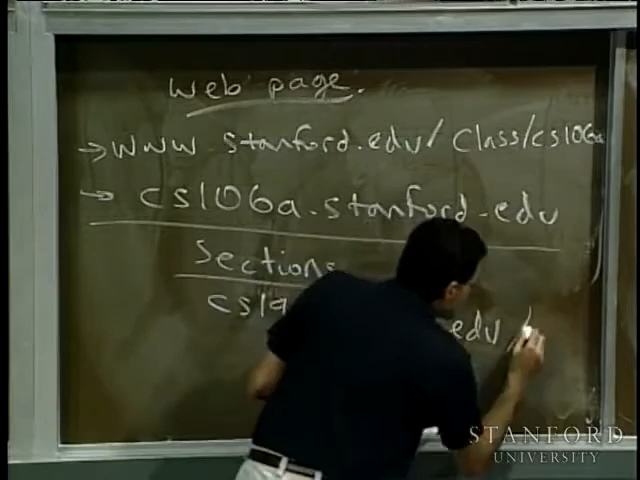 web page.
→ www.stanford.edu/class/cs106a
→ cs106a.stanford.edu
Sections
cs19 edu/
STANFORD
UNIVERSITY